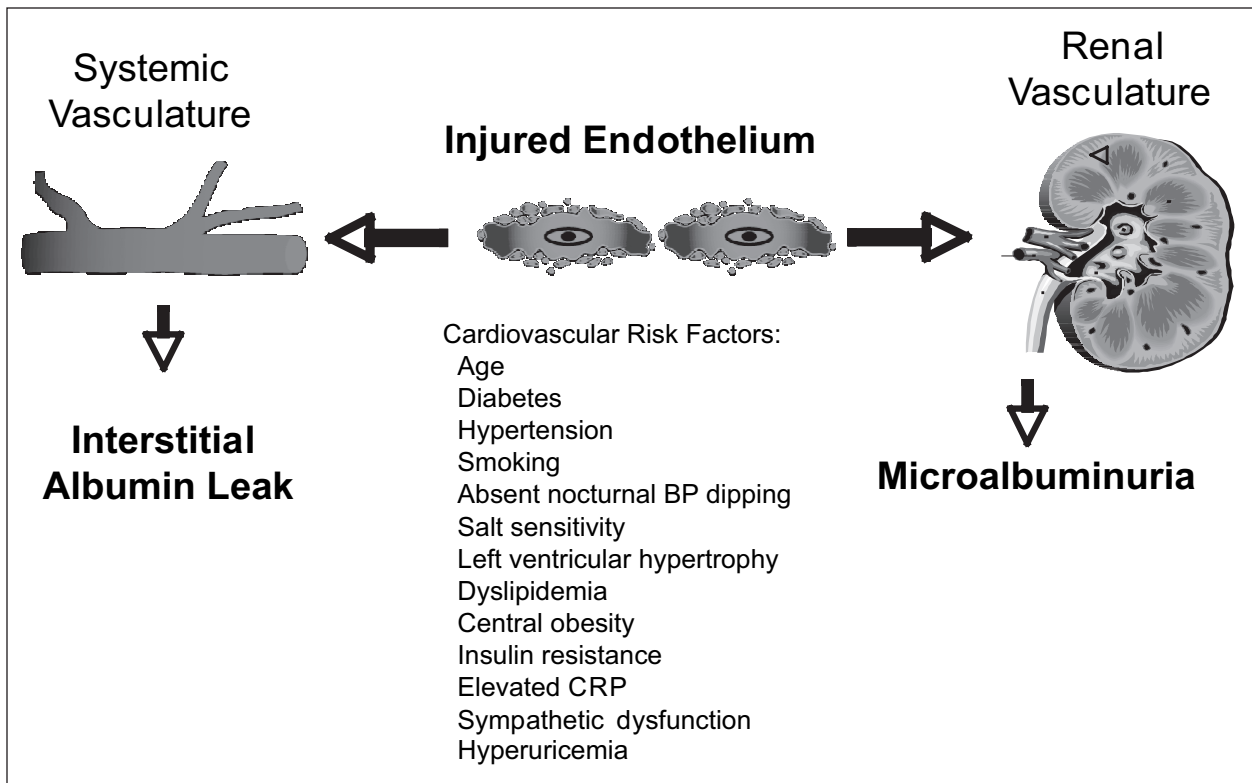 Systemic
Vasculature
Injured Endothelium
Renal
Vasculature
Interstitial
Albumin Leak
Cardiovascular Risk Factors:
Age
Diabetes
Hypertension
Smoking
Absent nocturnal BP dipping
Salt sensitivity
Left ventricular hypertrophy
Dyslipidemia
Central obesity
Insulin resistance
Elevated CRP
Sympathetic dysfunction
Hyperuricemia
Microalbuminuria